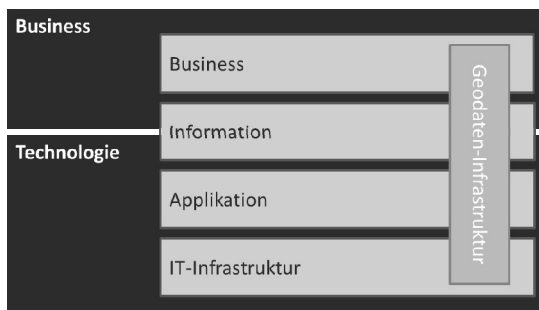 Business
Business
Information
Technologie
Applikation
IT-Infrastruktur
Geodaten-Infrastruktur